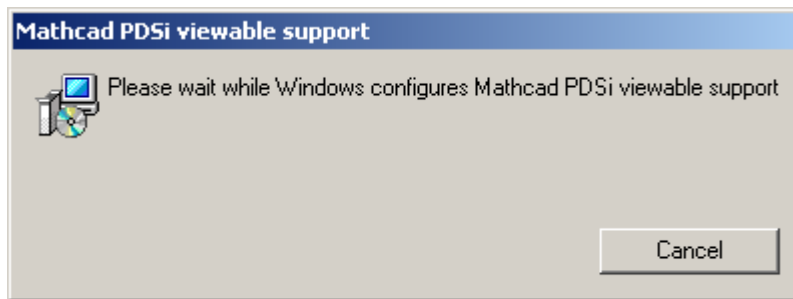 Mathcad PDSi viewable support
Please wait while Windows configures Mathcad PDSi viewable support
Cancel